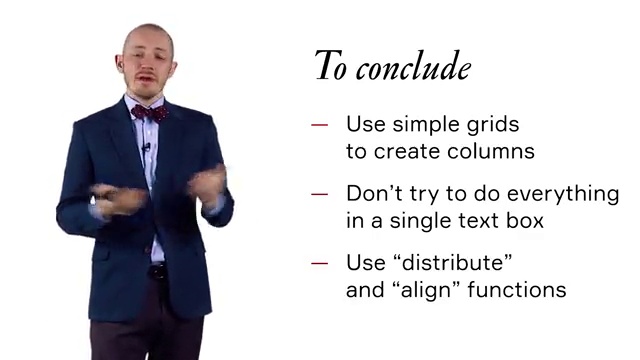 To conclude
— Use simple grids
to create columns
— Don’t try to do everything
in a single text box
— Use “distribute”
and “align” functions